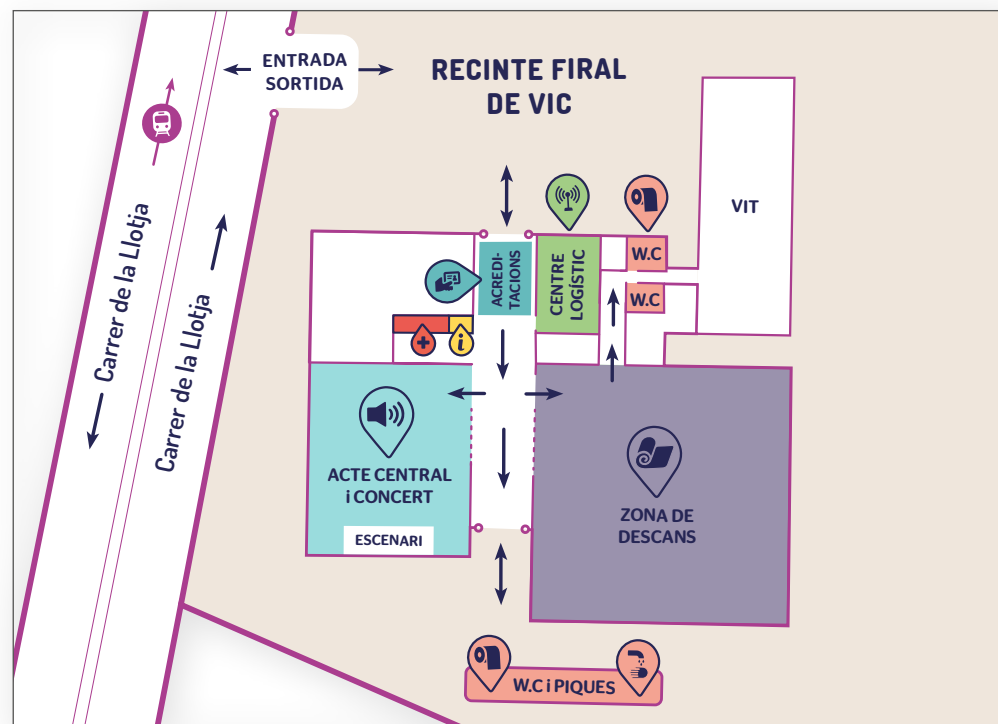 ENTRADA
SORTIDA
RECINTE FIRAL
DE VIC
Carrer de la Llotja
Carrer de la Llotja
VIT
W.C
W.C
ACREDI-
TACIONS
CENTRE
LOGÍSTIC
i
ACTE CENTRAL
i CONCERT
ESCENARI
ZONA DE
DESCANS
W.C i PIQUES